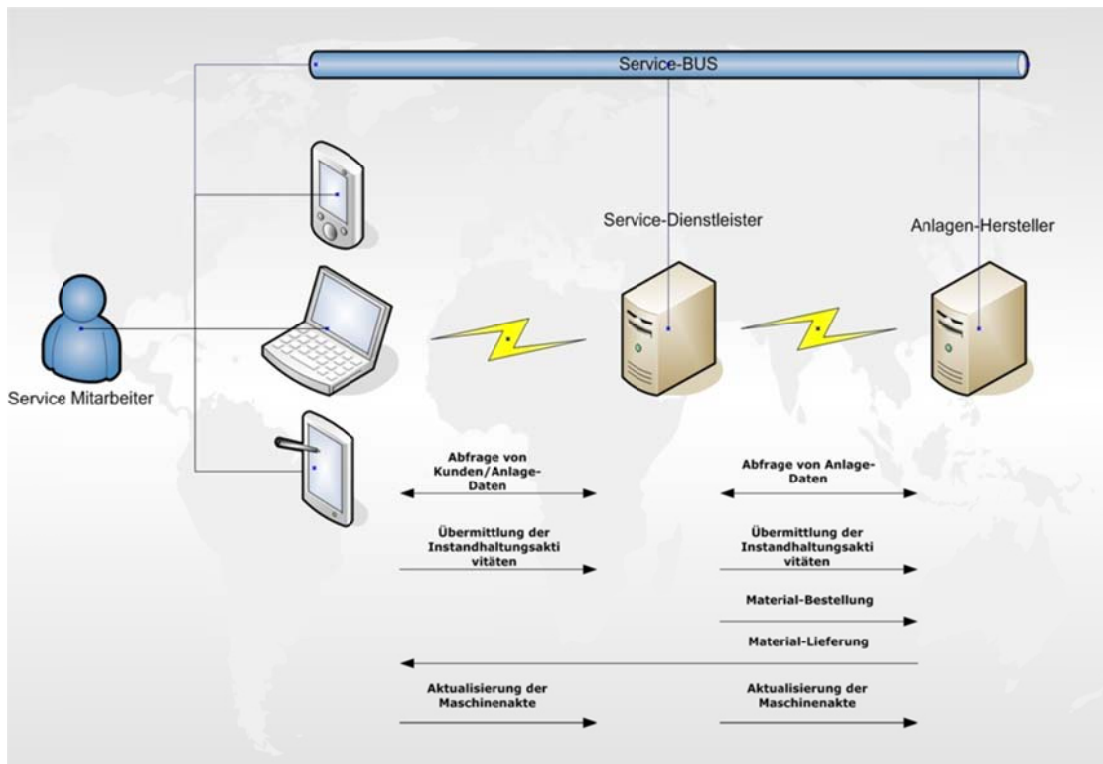 Service-BUS
Service-Dienstleister
Anlagen-Hersteller
Service Mitarbeiter
Abfrage von
Kunden/Anlage-
Daten
Abfrage von Anlage-
Daten
Übermittlung der
Instandhaltungsakti
vitäten
Übermittlung der
Instandhaltungsakti
vitäten
Material-Bestellung
Material-Lieferung
Aktualisierung der
Maschinenakte
Aktualisierung der
Maschinenakte